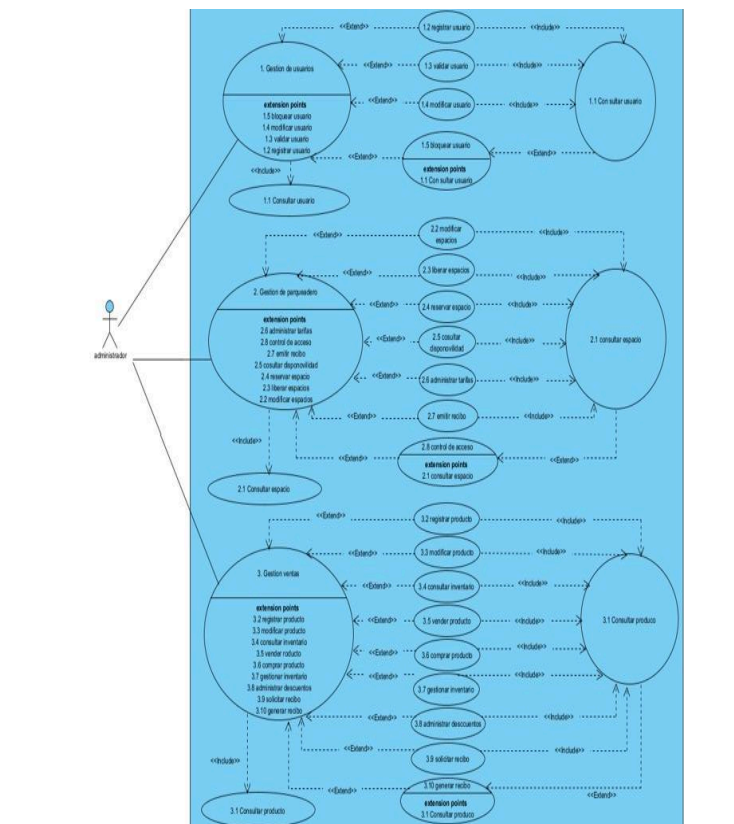 <<Extend>>
1.2 registrar usuario
<<Include>>
1. Gestion de usuarios
<<Extend>>
1.3 validar usuario
<<Include>>
extension points
1.5 bloquear usuario
1.4 modificar usuario
1.3 validar usuario
1.2 registrar usuario
<<Extend>>
1.4 modificar usuario
<<Include>>
1.1 Con sultar usuario
1.5 bloquear usuario
extension points
1.1 Con sultar usuario
<<Extend>>
<<Extend>>
<<Include>>
1.1 Consultar usuario
<<Extend>>
2.2 modificar
espacios
<<Include>>
<<Extend>>
2.3 liberar espacios
<<Include>>
2. Gestion de parqueadero
extension points
2.6 administrar tarifas
2.8 control de acceso
2.7 emitir recibo
2.5 cosultar disponovilidad
2.4 reservar espacio
2.3 liberar espacios
2.2 modificar espacios
<<Extend>>
2.4 reservar espacio
<<Include>>
<<Extend>>
2.5 cosultar
disponovilidad
<<Include>>
2.1 consultar espacio
administrador
<<Extend>>
2.6 administrar tarifas
<<Include>>
<<Extend>>
2.7 emitir recibo
<<Include>>
<<Include>>
<<Extend>>
2.8 control de acceso
extension points
2.1 consultar espacio
<<Extend>>
2.1 Consultar espacio
<<Extend>>
3.2 registrar producto
<<Include>>
<<Extend>>
3.3 modificar producto
<<Include>>
3. Gestion ventas
extension points
3.2 registrar producto
3.3 modificar producto
3.4 consultar inventario
3.5 vender roducto
3.6 comprar producto
3.7 gestionar inventario
3.8 administrar descuentos
3.9 solicitar recibo
3.10 generar recibo
<<Extend>>
3.4 consultar inventario
<<Include>>
<<Extend>>
3.5 vender producto
<<Include>>
3.1 Consultar produco
<<Extend>>
3.6 comprar producto
<<Include>>
<<Extend>>
3.7 gestionar inventario
<<Include>>
<<Extend>>
3.8 administrar desccuentos
<<Include>>
<<Extend>>
3.9 solicitar recibo
<<Include>>
<<Include>>
<<Extend>>
3.10 generar recibo
extension points
3.1 Consultar produco
<<Extend>>
3.1 Consultar producto